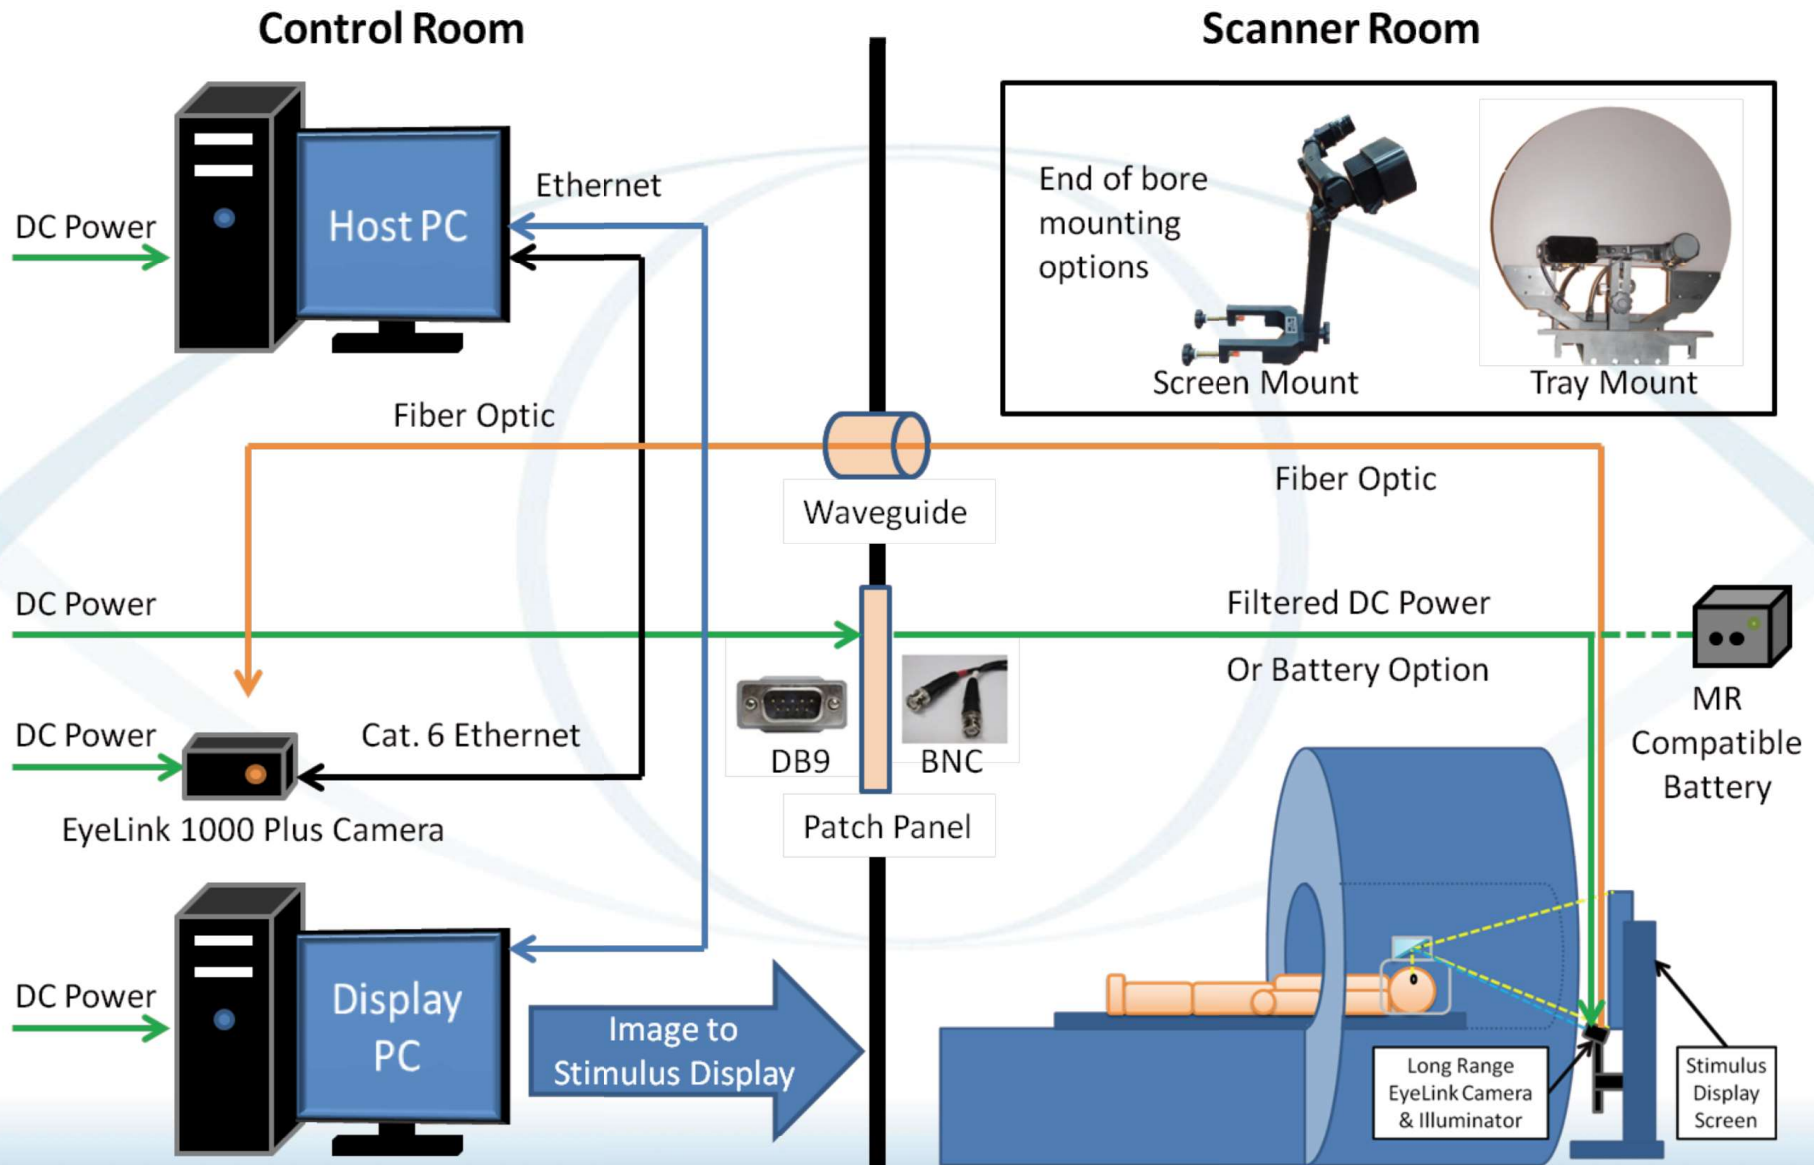 Control Room
Scanner Room
DC Power
Host PC
Ethernet
End of bore
mounting
options
Screen Mount
Tray Mount
Fiber Optic
Waveguide
Fiber Optic
DC Power
Filtered DC Power
Or Battery Option
MR
Compatible
Battery
DC Power
Cat. 6 Ethernet
EyeLink 1000 Plus Camera
DB9
BNC
Patch Panel
DC Power
Display
PC
Image to
Stimulus Display
Long Range
EyeLink Camera
& Illuminator
Stimulus
Display
Screen